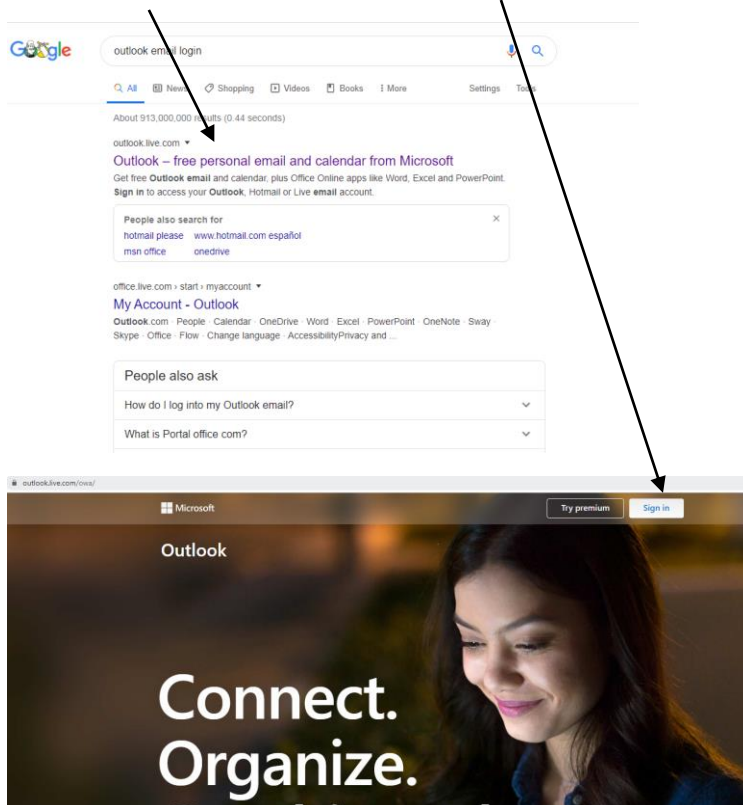 Google
outlook email login
All News Shopping Videos Books More Settings Tools
About 913,000,000 results (0.44 seconds)
outlook.live.com
Outlook – free personal email and calendar from Microsoft
Get free Outlook email and calendar, plus Office Online apps like Word, Excel and PowerPoint.
Sign in to access your Outlook, Hotmail or Live email account.
People also search for
hotmail please www.hotmail.com español
msn office onedrive
office.live.com › start › myaccount
My Account - Outlook
Outlook.com · People · Calendar · OneDrive · Word · Excel · PowerPoint · OneNote · Sway ·
Skype · Office · Flow · Change language · AccessibilityPrivacy and ...
People also ask
How do I log into my Outlook email?
What is Portal office com?
outlook.live.com/owa/
Microsoft Try premium Sign in
Outlook
Connect.
Organize.